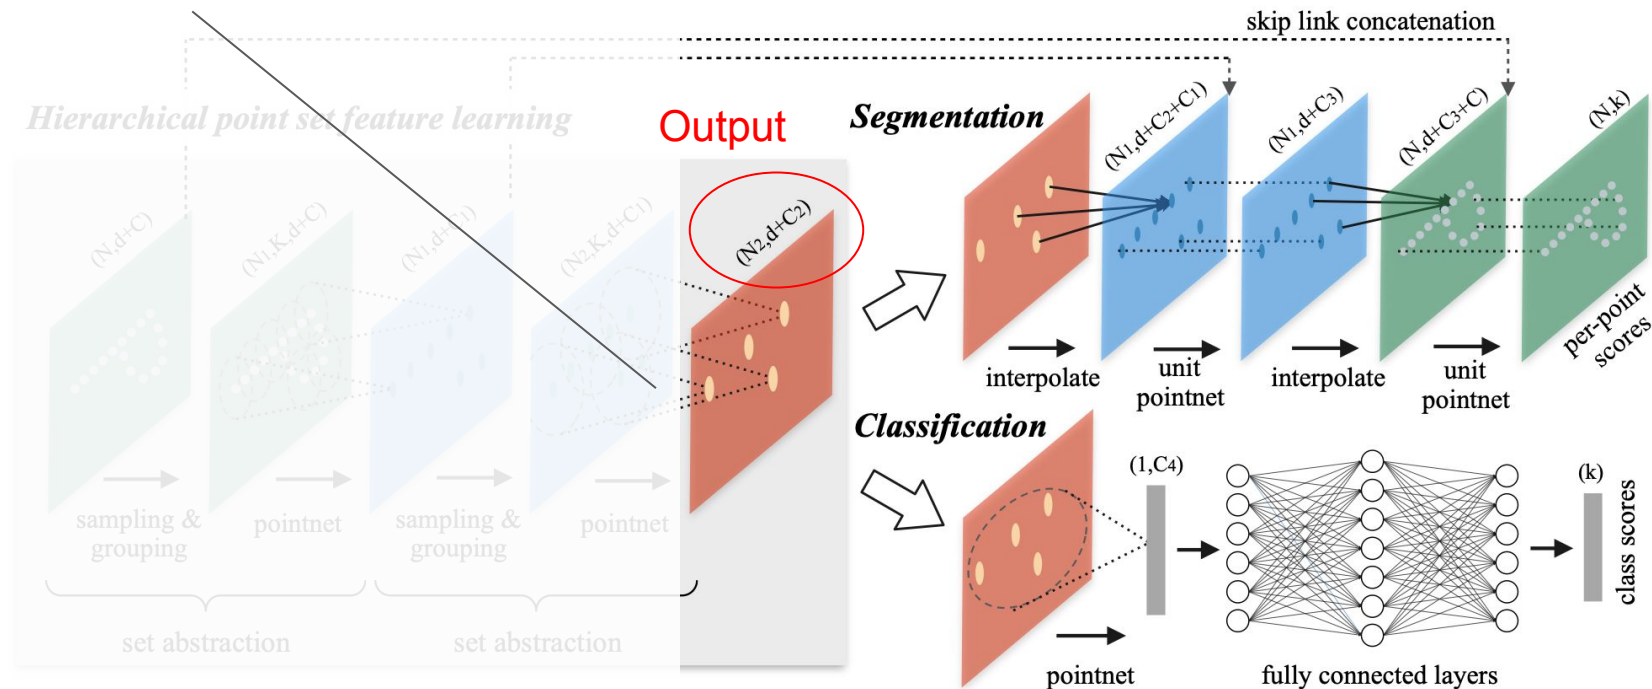 skip link concatenation
Hierarchical point set feature learning
Output
Segmentation
(N,d+C)
(N1,K,d+C)
(N1,d+C1)
(N2,K,d+C1)
(N2,d+C2)
(N1,d+C2+C1)
(N1,d+C3)
(N,d+C3+C)
(N,k)
per-point
scores
interpolate
unit
pointnet
interpolate
unit
pointnet
Classification
(1,C4)
(k)
class scores
sampling &
grouping
pointnet
sampling &
grouping
pointnet
set abstraction
set abstraction
pointnet
fully connected layers